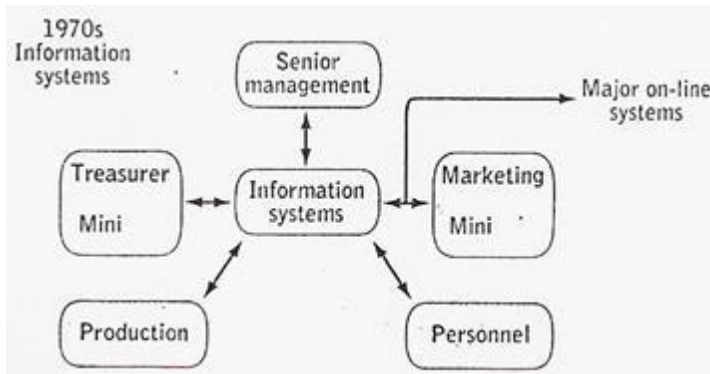 1970s
Information
systems
Senior
management
Major on-line
systems
Treasurer
Mini
Information
systems
Marketing
Mini
Production
Personnel